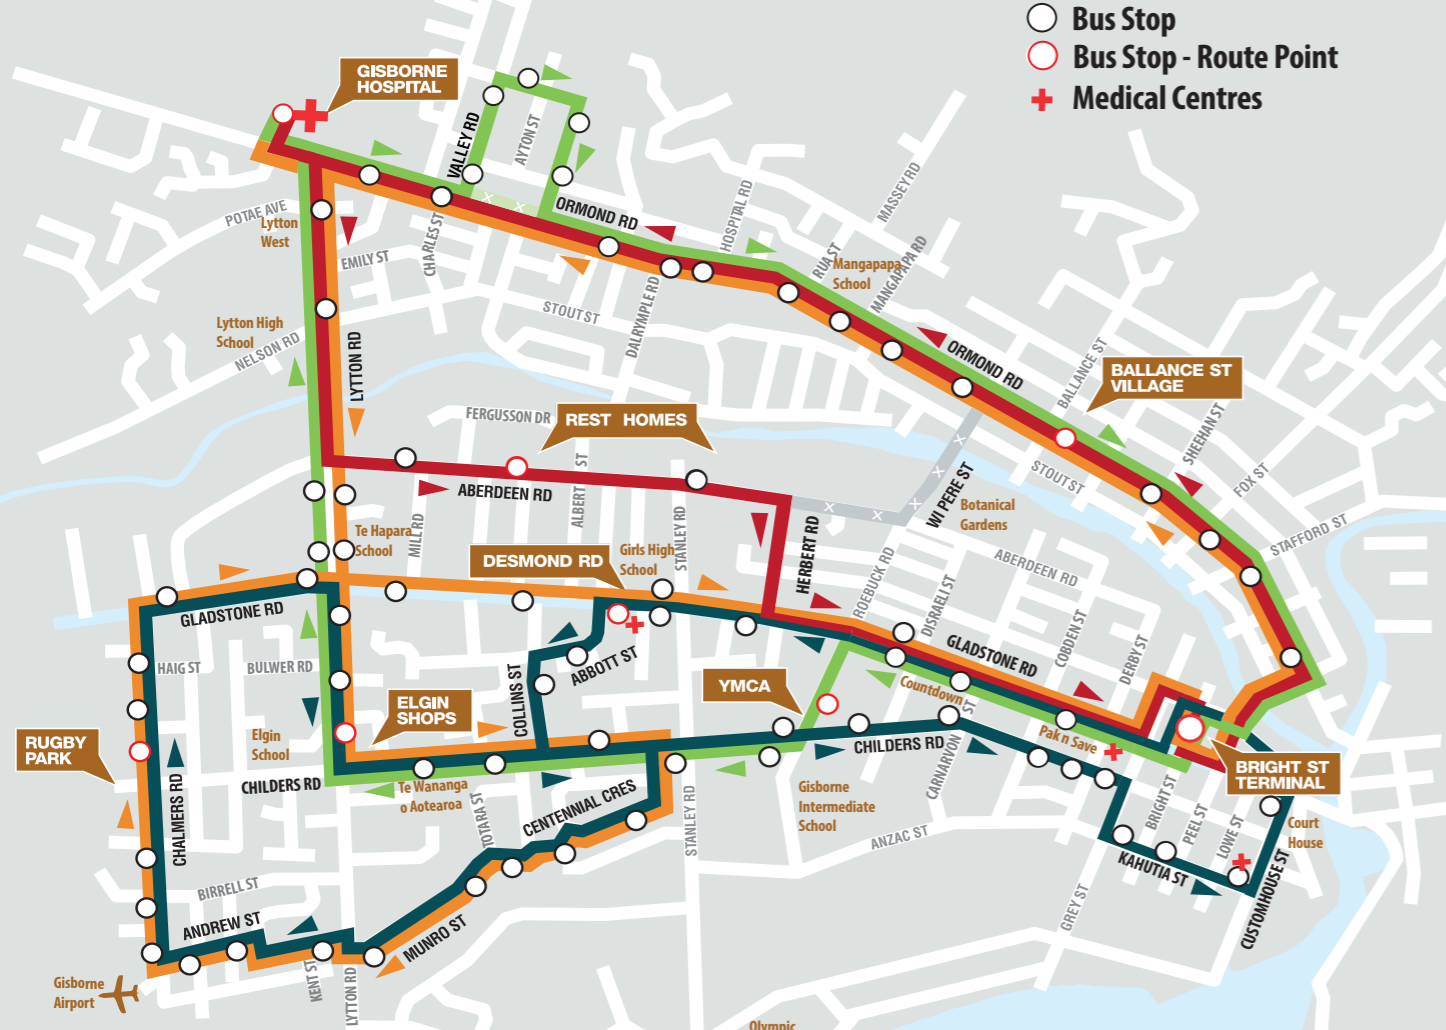 Bus Stop
Bus Stop - Route Point
Medical Centres
GISBORNE
HOSPITAL
VALLEY RD
AYTON ST
ORMOND RD
HOSPITAL RD
MASSEY RD
POTAE AVE
Lytton
West
EMILY ST
CHARLES ST
RUA ST
Mangapapa
School
MANGAPAPA RD
STOUT ST
DALRYMPLE RD
Lytton High
School
NELSON RD
LYTTON RD
ORMOND RD
BALLANCE ST
BALLANCE ST
VILLAGE
SHEEHAN ST
FERGUSSON DR
REST HOMES
ABERDEEN RD
ALBERT ST
STOUT ST
FOX ST
STAFFORD ST
WI PERE ST
Botanical
Gardens
Te Hapara
School
MILL RD
DESMOND RD
Girls High
School
STANLEY RD
HERBERT RD
ROEBUCK RD
ABERDEEN RD
DISRAELI ST
COBDEN ST
DERBY ST
GLADSTONE RD
GLADSTONE RD
HAIG ST
BULWER RD
COLLINS ST
ABBOTT ST
YMCA
Countdown
ELGIN
SHOPS
RUGBY
PARK
Elgin
School
CHALMERS RD
CHILDERS RD
Te Wananga
o Aotearoa
TOTARA ST
CENTENNIAL CRES
STANLEY RD
CHILDERS RD
CARNARVON ST
Pak n Save
BRIGHT ST
TERMINAL
Gisborne
Intermediate
School
ANZAC ST
BRIGHT ST
PEEL ST
LOWE ST
Court
House
KAHUTIA ST
CUSTOMHOUSE ST
GREY ST
BIRRELL ST
ANDREW ST
MUNRO ST
KENT ST
LYTTON RD
Gisborne
Airport
Olympic